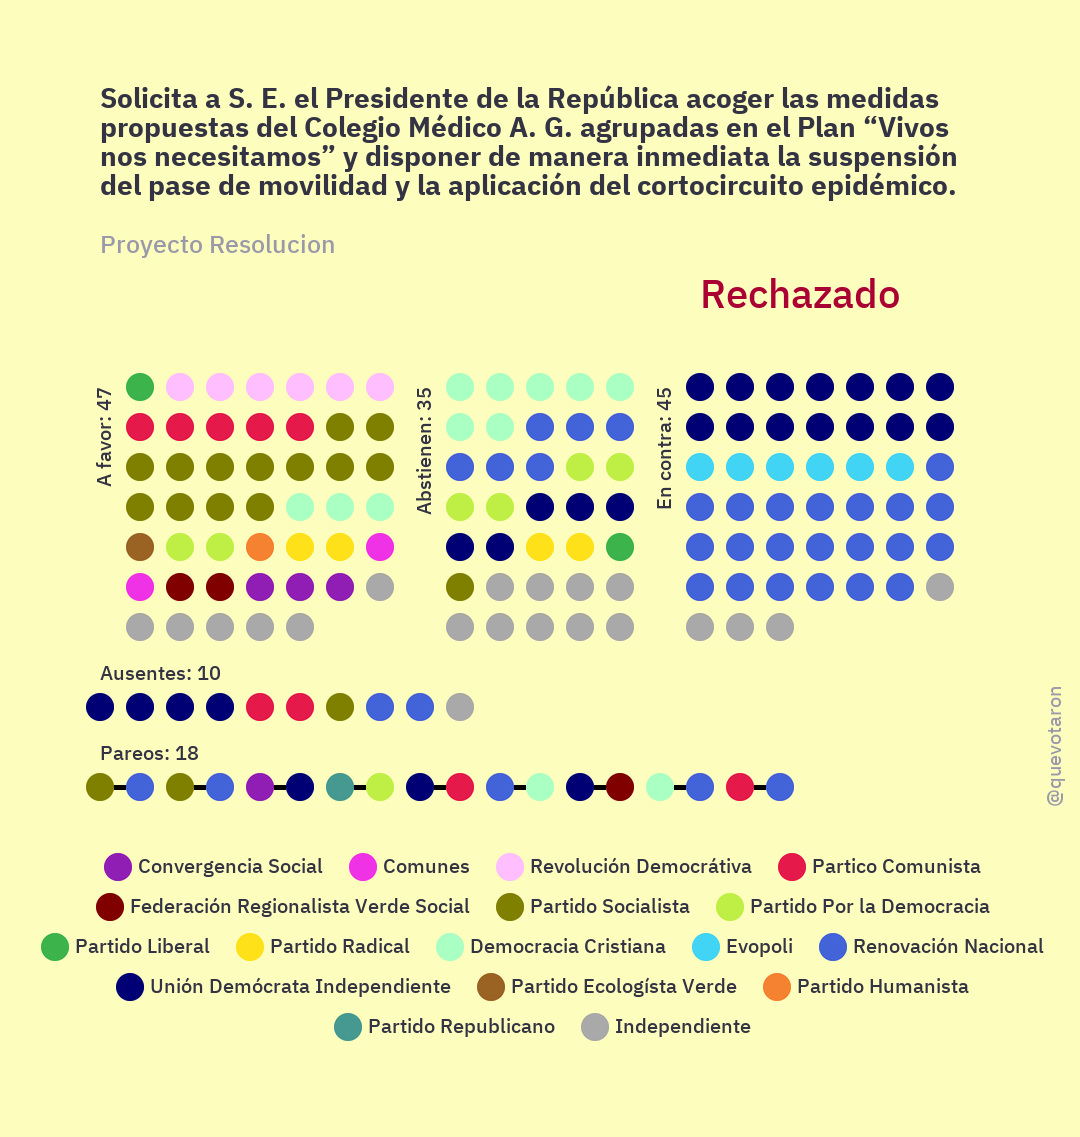 Solicita a S. E. el Presidente de la República acoger las medidas
propuestas del Colegio Médico A. G. agrupadas en el Plan “Vivos
nos necesitamos” y disponer de manera inmediata la suspensión
del pase de movilidad y la aplicación del cortocircuito epidémico.
Proyecto Resolucion
Rechazado
A favor: 47
Abstienen: 35
En contra: 45
Ausentes: 10
Pareos: 18
@quevotaron
Convergencia Social Comunes Revolución Democrátiva Partico Comunista
Federación Regionalista Verde Social Partido Socialista Partido Por la Democracia
Partido Liberal Partido Radical Democracia Cristiana Evopoli Renovación Nacional
Unión Demócrata Independiente Partido Ecologísta Verde Partido Humanista
Partido Republicano Independiente